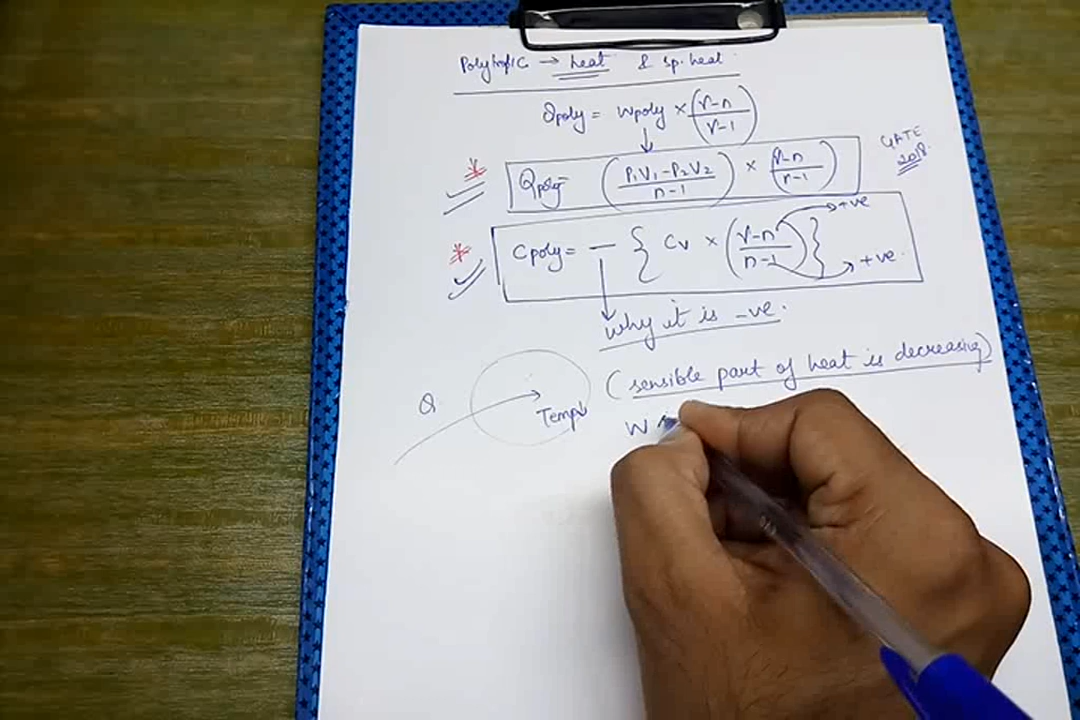 Polytropic → heat & sp. heat
Qpoly = Wpoly × (γ-n / γ-1)
Qpoly = (P1V1-P2V2 / n-1) × (γ-n / γ-1)
GATE 2018
Cpoly = - { Cv × (γ-n / n-1) } +ve +ve
why it is -ve.
(sensible part of heat is decreasing)
Q
Temp↓
W